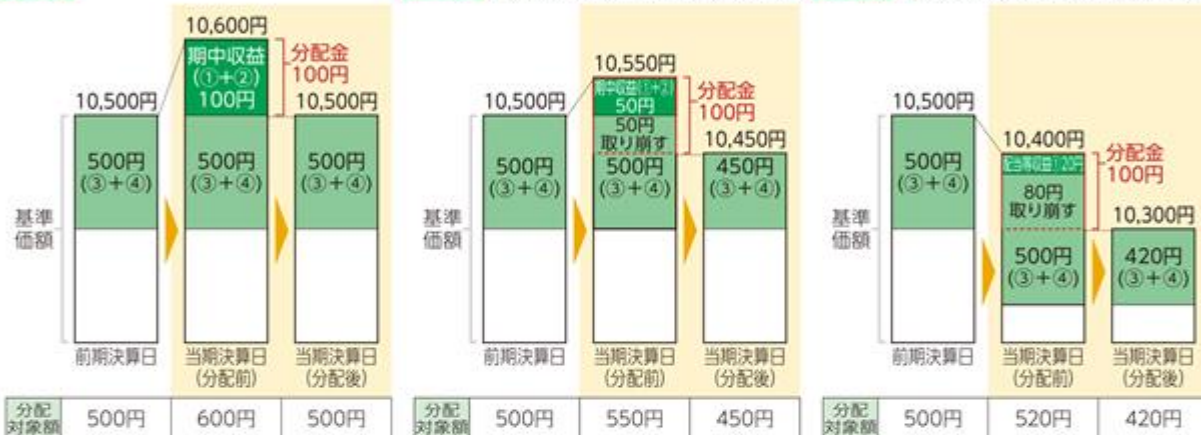 10,600円
期中収益
(①+②)
100円
分配金
100円
10,500円
10,500円
500円
(③+④)
500円
(③+④)
500円
(③+④)
基準
価額
前期決算日
当期決算日
(分配前)
当期決算日
(分配後)
分配
対象額
500円
600円
500円
10,550円
期中収益(①+②)
50円
分配金
100円
10,500円
50円
取り崩す
10,450円
500円
(③+④)
500円
(③+④)
450円
(③+④)
基準
価額
前期決算日
当期決算日
(分配前)
当期決算日
(分配後)
分配
対象額
500円
550円
450円
10,500円
10,400円
配当等収益①20円
分配金
100円
80円
取り崩す
10,300円
500円
(③+④)
500円
(③+④)
420円
(③+④)
基準
価額
前期決算日
当期決算日
(分配前)
当期決算日
(分配後)
分配
対象額
500円
520円
420円